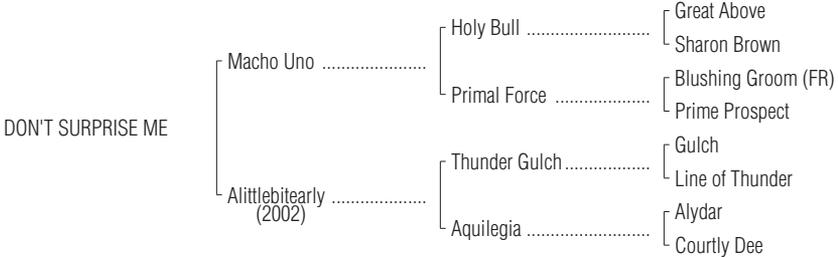 Great Above
Holy Bull ..........................
Sharon Brown
Macho Uno ......................
Blushing Groom (FR)
Primal Force ....................
Prime Prospect
DON'T SURPRISE ME
Gulch
Thunder Gulch..................
Line of Thunder
Alittlebitearly ....................
(2002)
Alydar
Aquilegia ..........................
Courtly Dee